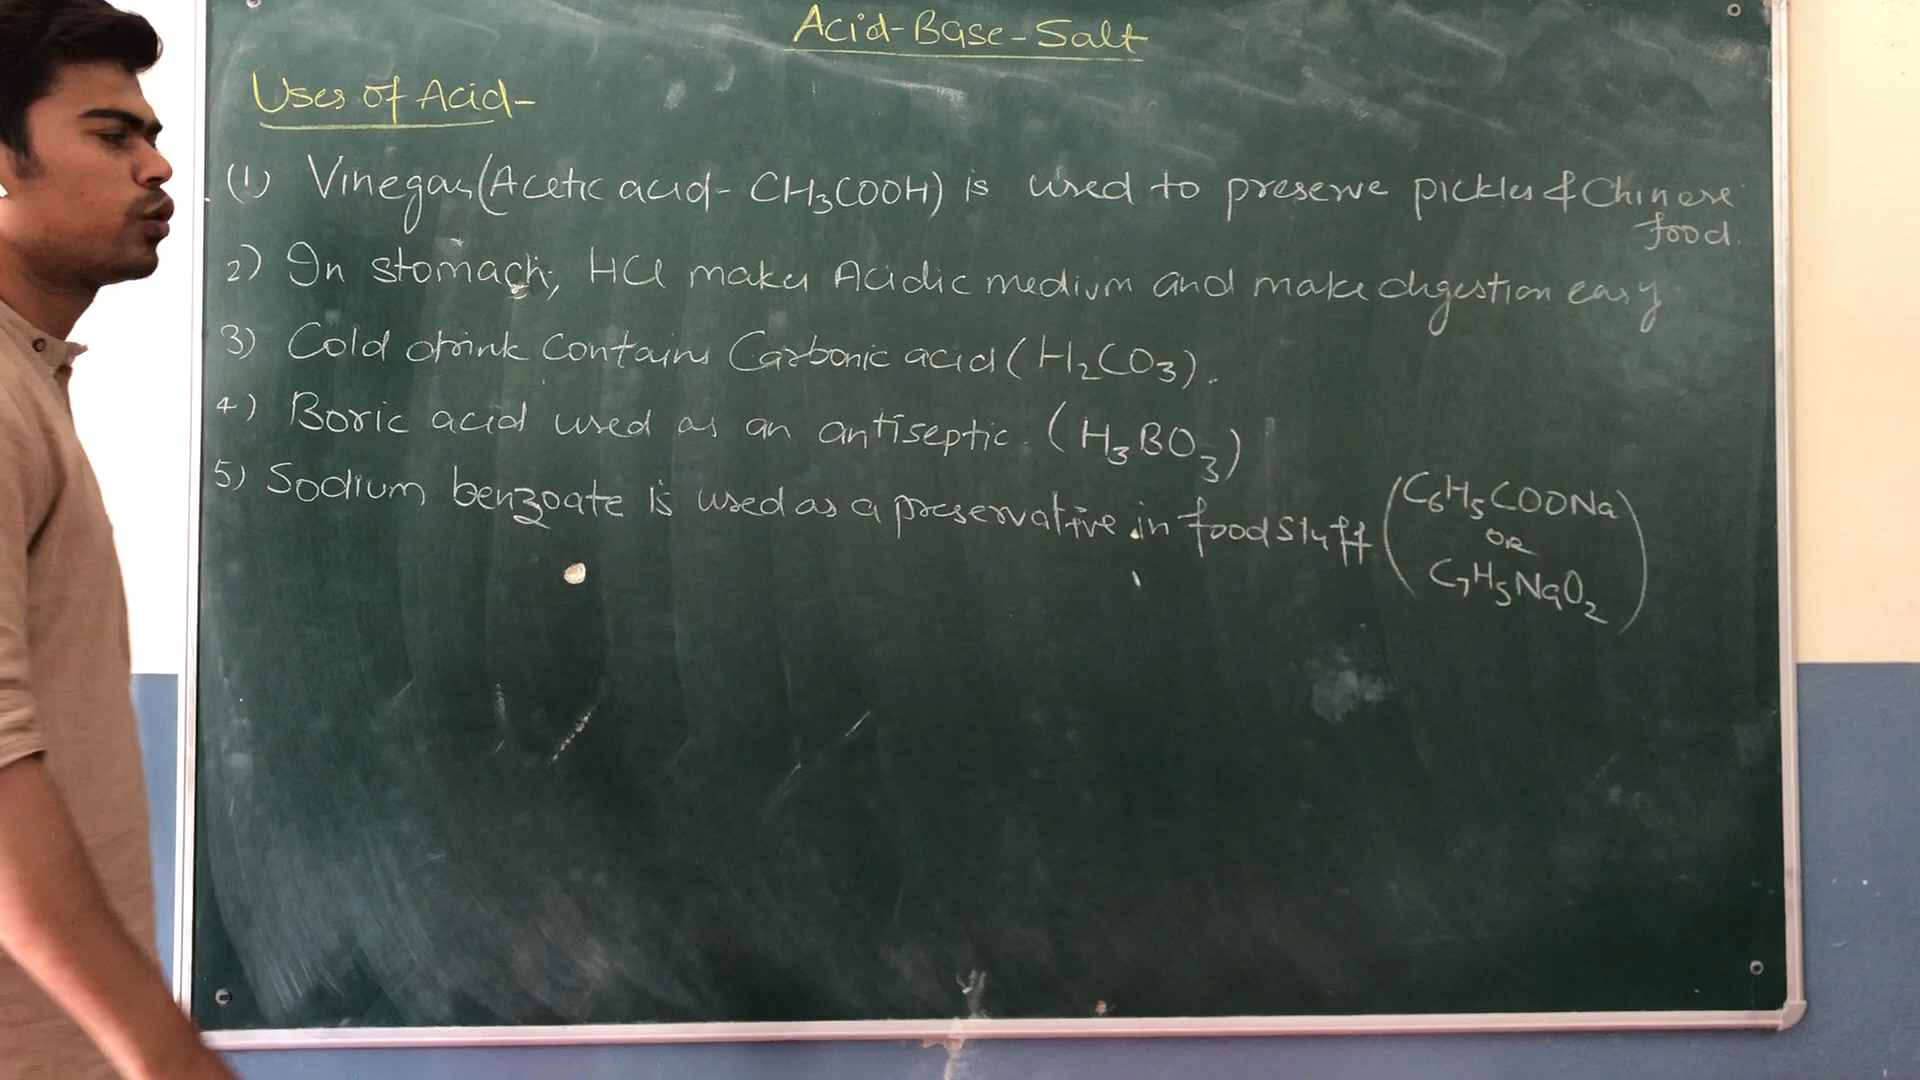 Acid-Base-Salt
Uses of Acid-
(1) Vinegar (Acetic acid- CH₃COOH) is used to preserve pickles & Chinese
food.
2) In stomach, HCl makes Acidic medium and make digestion easy
3) Cold drink contains Carbonic acid (H₂CO₃).
4) Boric acid used as an antiseptic. (H₃BO₃)
5) Sodium benzoate is used as a preservative in food stuff (C₆H₅COONa
OR
C₇H₅NaO₂)